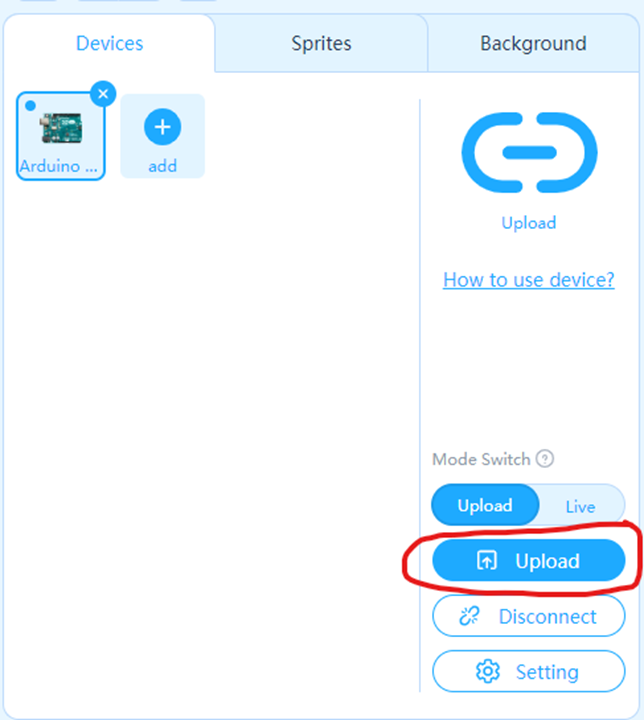 Devices
Sprites
Background
Arduino ...
add
Upload
How to use device?
Mode Switch ?
Upload
Live
Upload
Disconnect
Setting